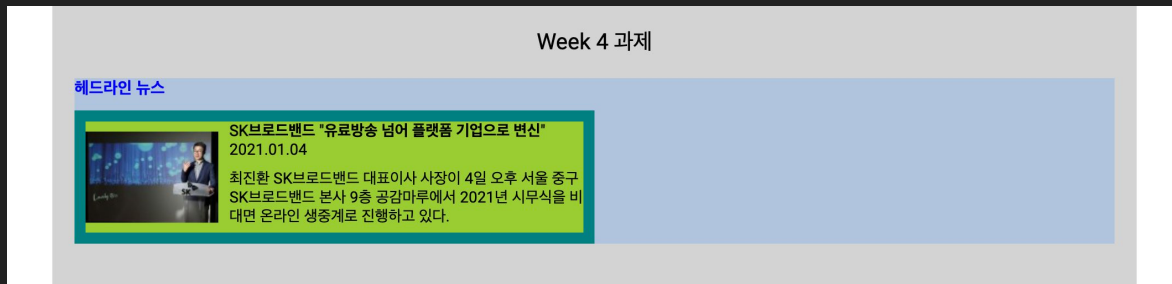 Week 4 과제
헤드라인 뉴스
SK브로드밴드 "유료방송 넘어 플랫폼 기업으로 변신"
2021.01.04
최진환 SK브로드밴드 대표이사 사장이 4일 오후 서울 중구
SK브로드밴드 본사 9층 공감마루에서 2021년 시무식을 비
대면 온라인 생중계로 진행하고 있다.